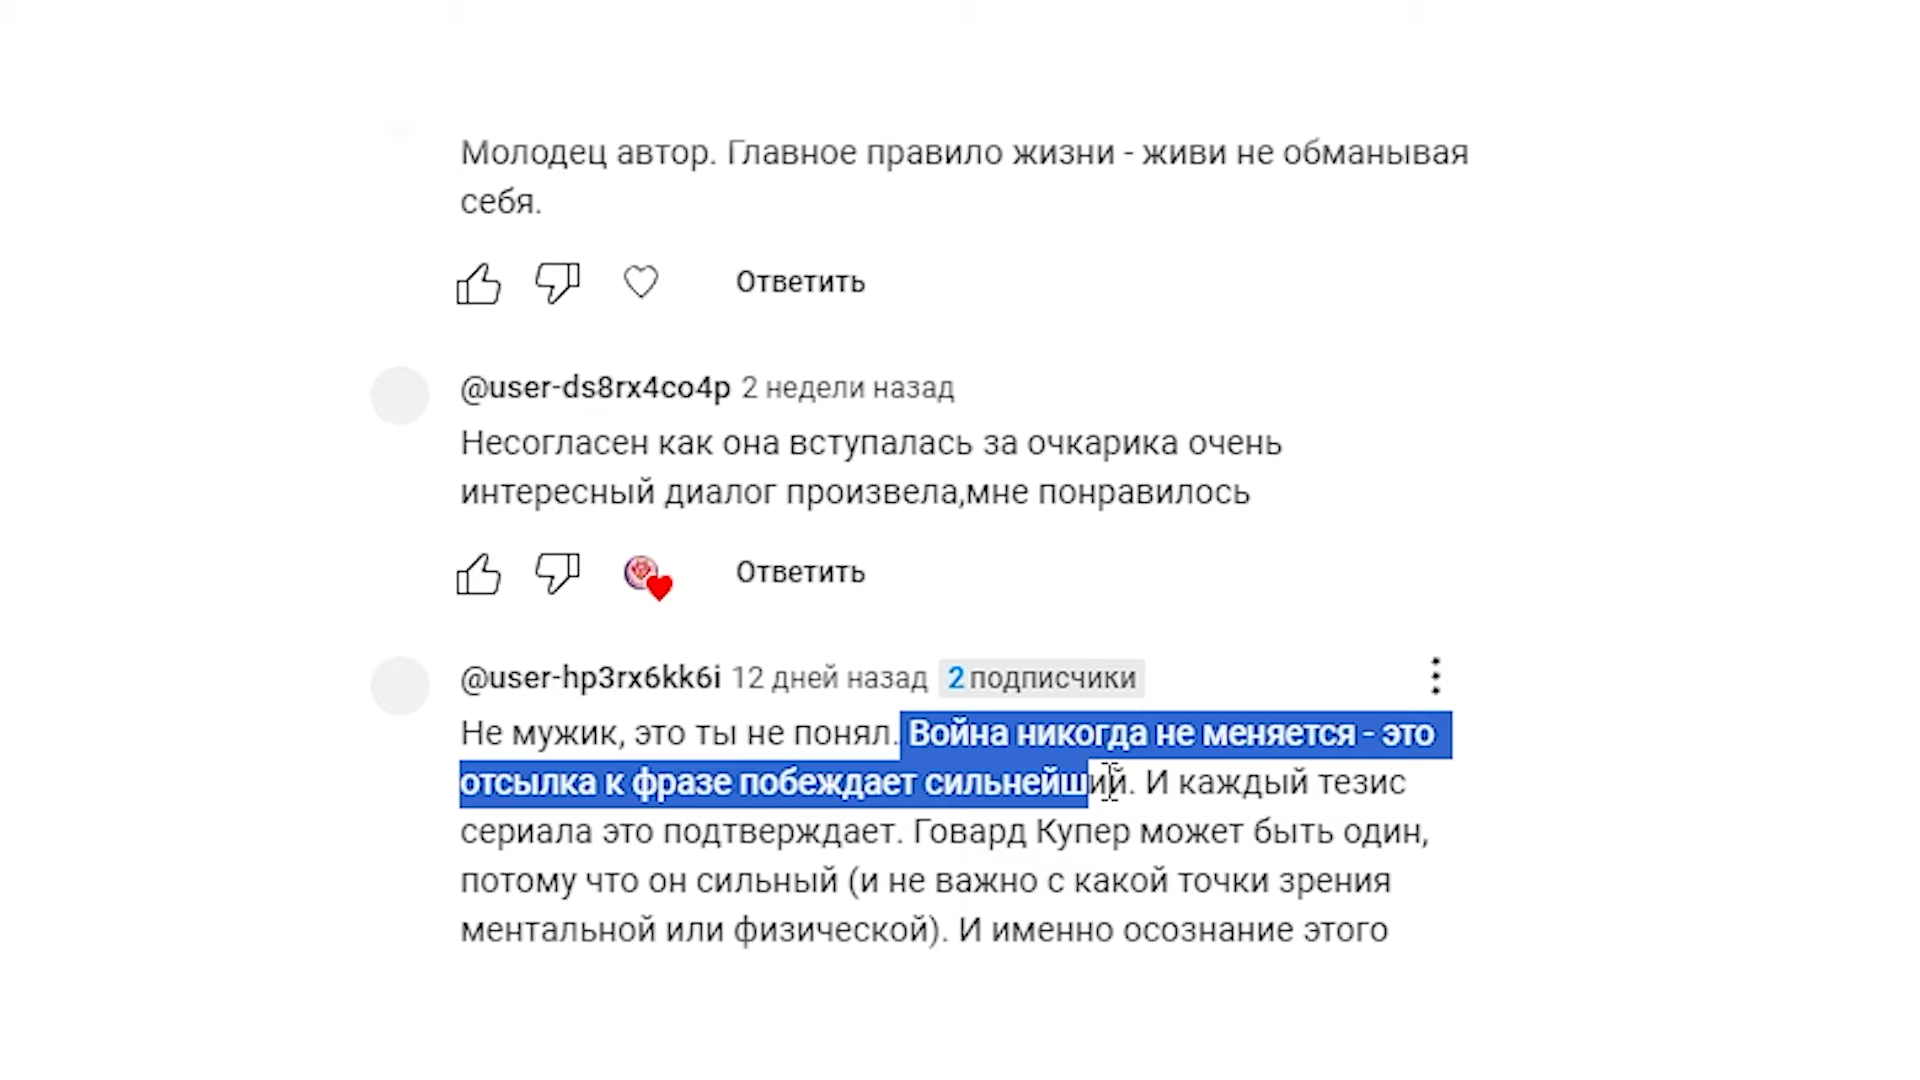 Молодец автор. Главное правило жизни - живи не обманывая
себя.
Ответить
@user-ds8rx4co4p 2 недели назад
Несогласен как она вступалась за очкарика очень
интересный диалог произвела,мне понравилось
Ответить
@user-hp3rx6kk6i 12 дней назад 2 подписчики
Не мужик, это ты не понял. Война никогда не меняется - это
отсылка к фразе побеждает сильнейший. И каждый тезис
сериала это подтверждает. Говард Купер может быть один,
потому что он сильный (и не важно с какой точки зрения
ментальной или физической). И именно осознание этого